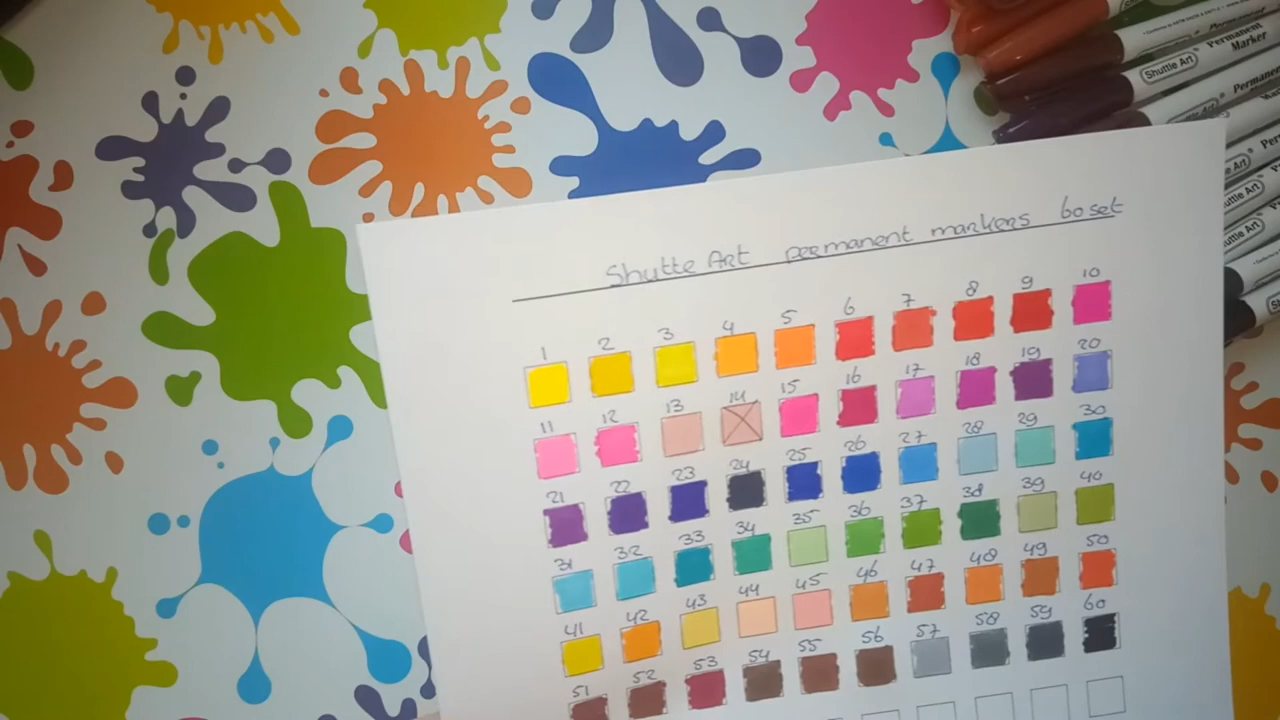 Shuttle Art
Permanent
Marker
Shutte Art permanent markers 60 set
1 2 3 4 5 6 7 8 9 10
11 12 13 14 15 16 17 18 19 20
21 22 23 24 25 26 27 28 29 30
31 32 33 34 35 36 37 38 39 40
41 42 43 44 45 46 47 48 49 50
51 52 53 54 55 56 57 58 59 60